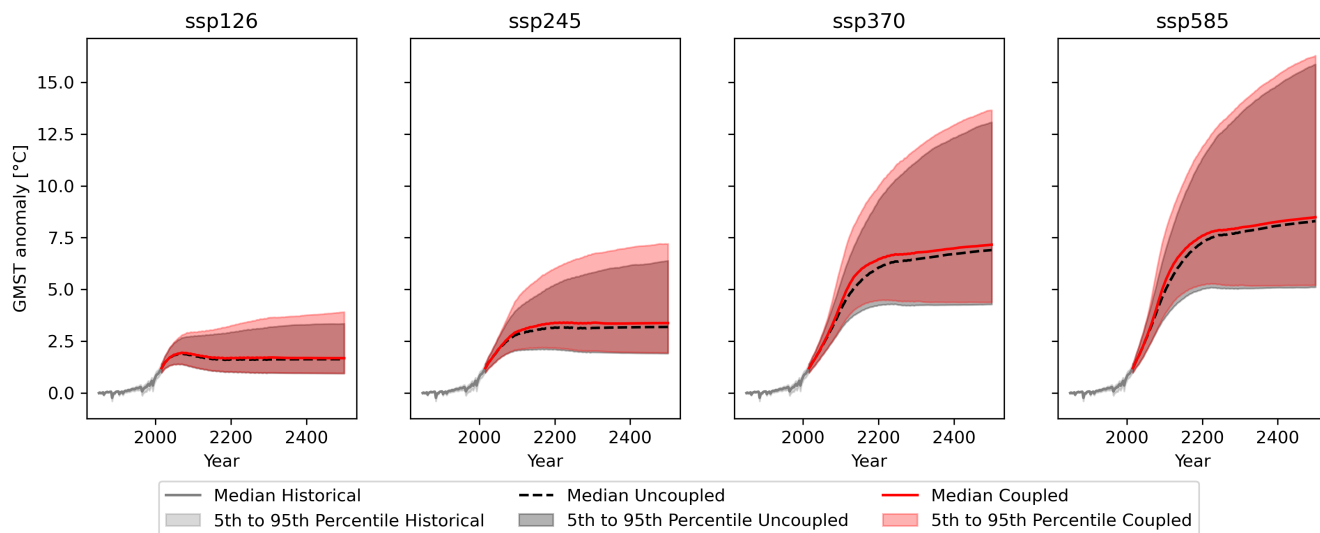 ssp126 ssp245 ssp370 ssp585
GMST anomaly [°C]
15.0
12.5
10.0
7.5
5.0
2.5
0.0
2000 2200 2400 2000 2200 2400 2000 2200 2400 2000 2200 2400
Year Year Year Year
Median Historical Median Uncoupled Median Coupled
5th to 95th Percentile Historical 5th to 95th Percentile Uncoupled 5th to 95th Percentile Coupled